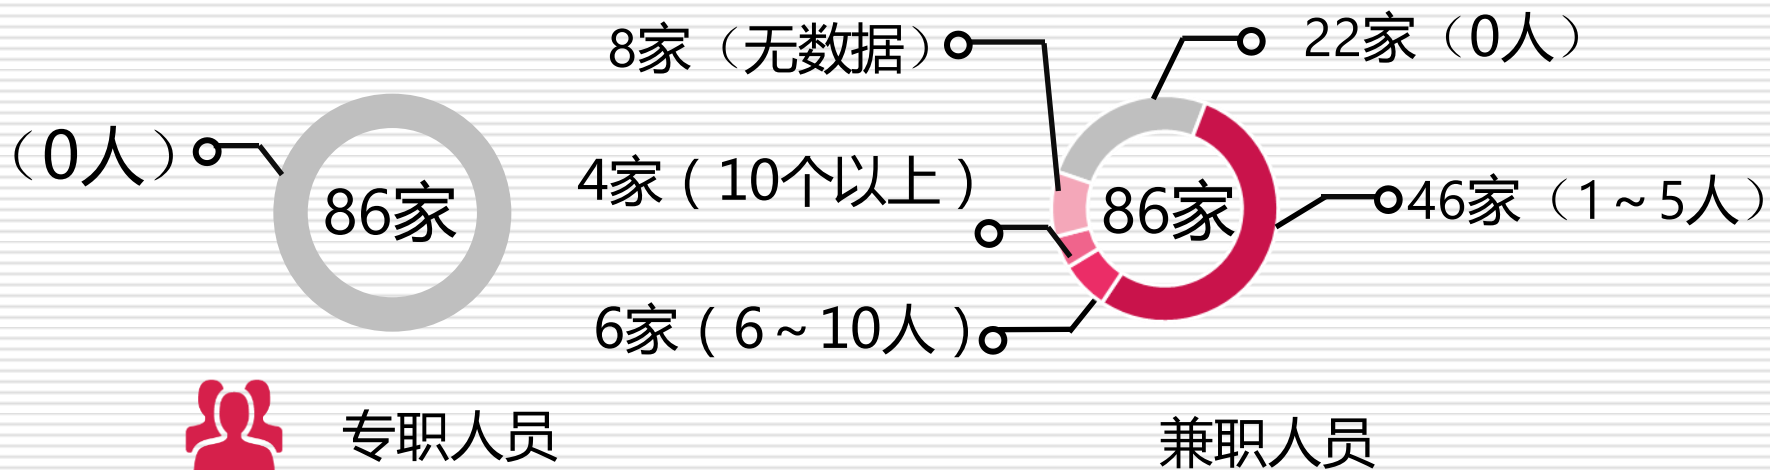 （0人）
86家
专职人员
8家（无数据）
22家（0人）
4家（10个以上）
86家
46家（1～5人）
6家（6～10人）
兼职人员